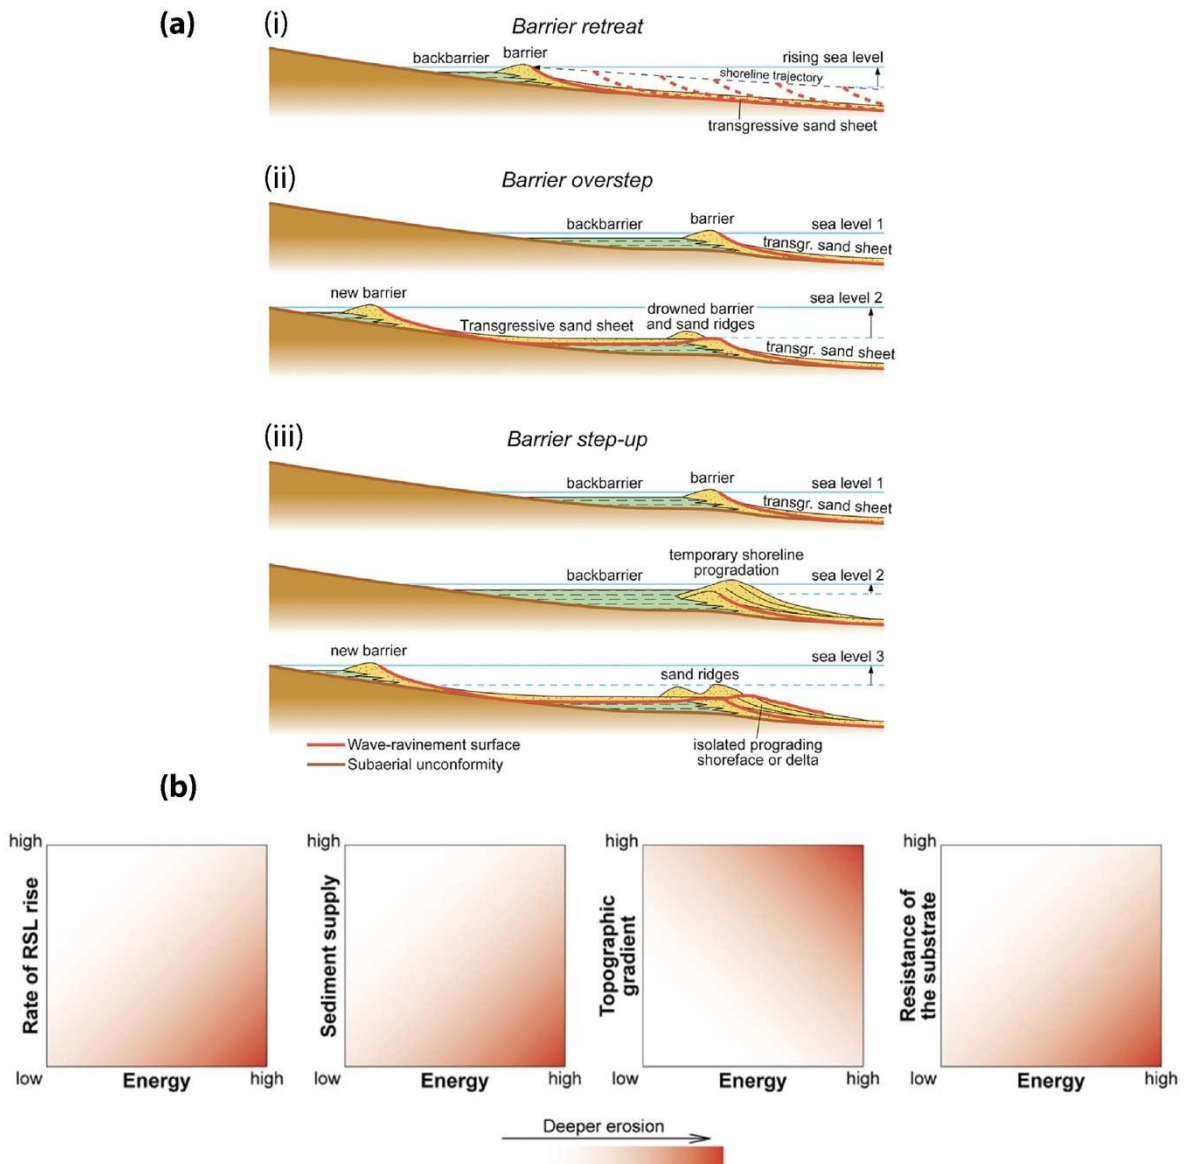 (a)
(i)
Barrier retreat
backbarrier
barrier
rising sea level
shoreline trajectory
transgressive sand sheet
(ii)
Barrier overstep
backbarrier
barrier
sea level 1
transgr. sand sheet
new barrier
Transgressive sand sheet
drowned barrier
and sand ridges
sea level 2
transgr. sand sheet
(iii)
Barrier step-up
backbarrier
barrier
sea level 1
transgr. sand sheet
backbarrier
temporary shoreline
progradation
sea level 2
new barrier
sand ridges
sea level 3
Wave-ravinement surface
Subaerial unconformity
isolated prograding
shoreface or delta
(b)
high
Rate of RSL rise
low
Energy
high
high
Sediment supply
low
Energy
high
high
Topographic
gradient
low
Energy
high
high
Resistance of
the substrate
low
Energy
high
Deeper erosion